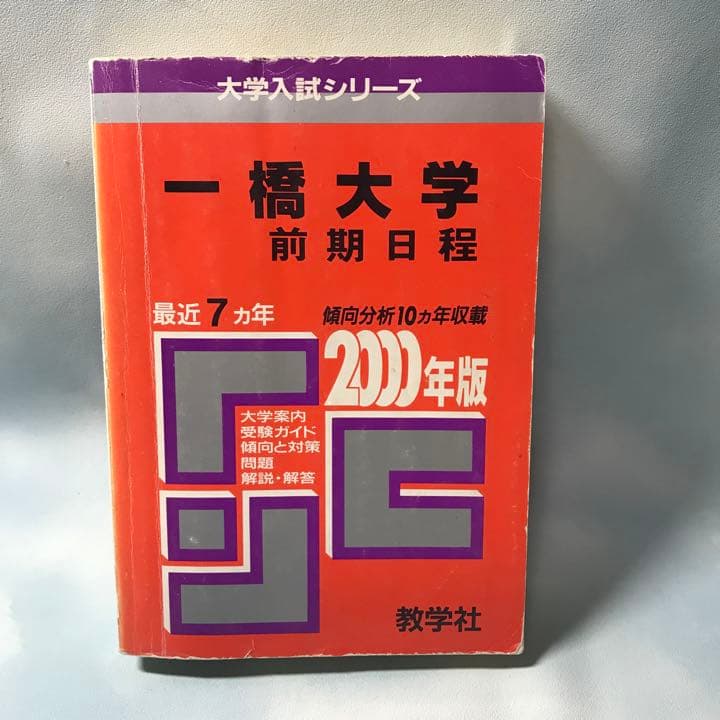 大学入試シリーズ
一橋大学
前期日程
最近7ヵ年
傾向分析10ヵ年収載
2000年版
大学案内
受験ガイド
傾向と対策
問題
解説・解答
教学社